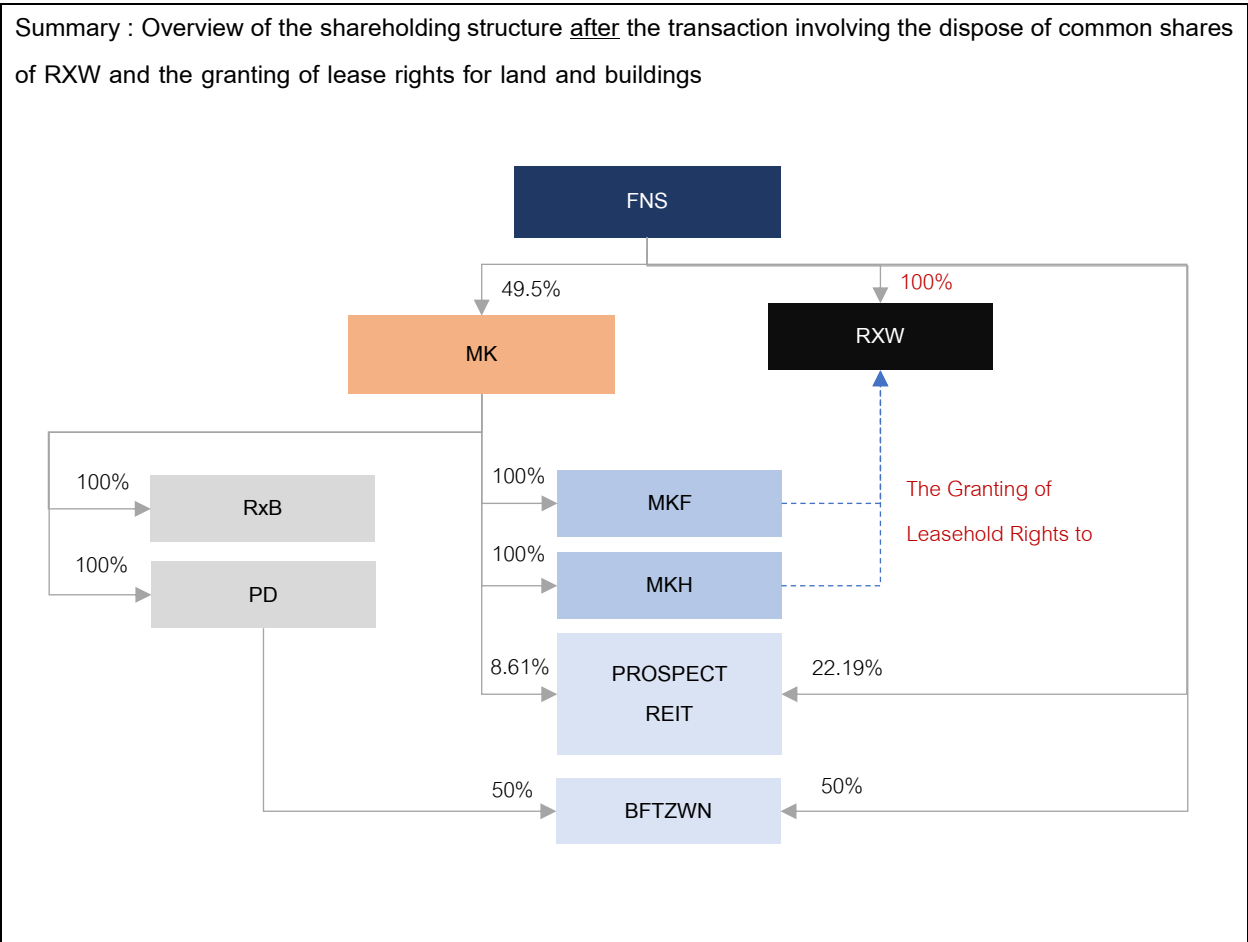 Summary : Overview of the shareholding structure after the transaction involving the dispose of common shares
of RXW and the granting of lease rights for land and buildings
FNS
49.5%
100%
MK
RXW
100%
RxB
100%
PD
100%
MKF
100%
MKH
The Granting of
Leasehold Rights to
8.61%
PROSPECT
REIT
22.19%
50%
BFTZWN
50%